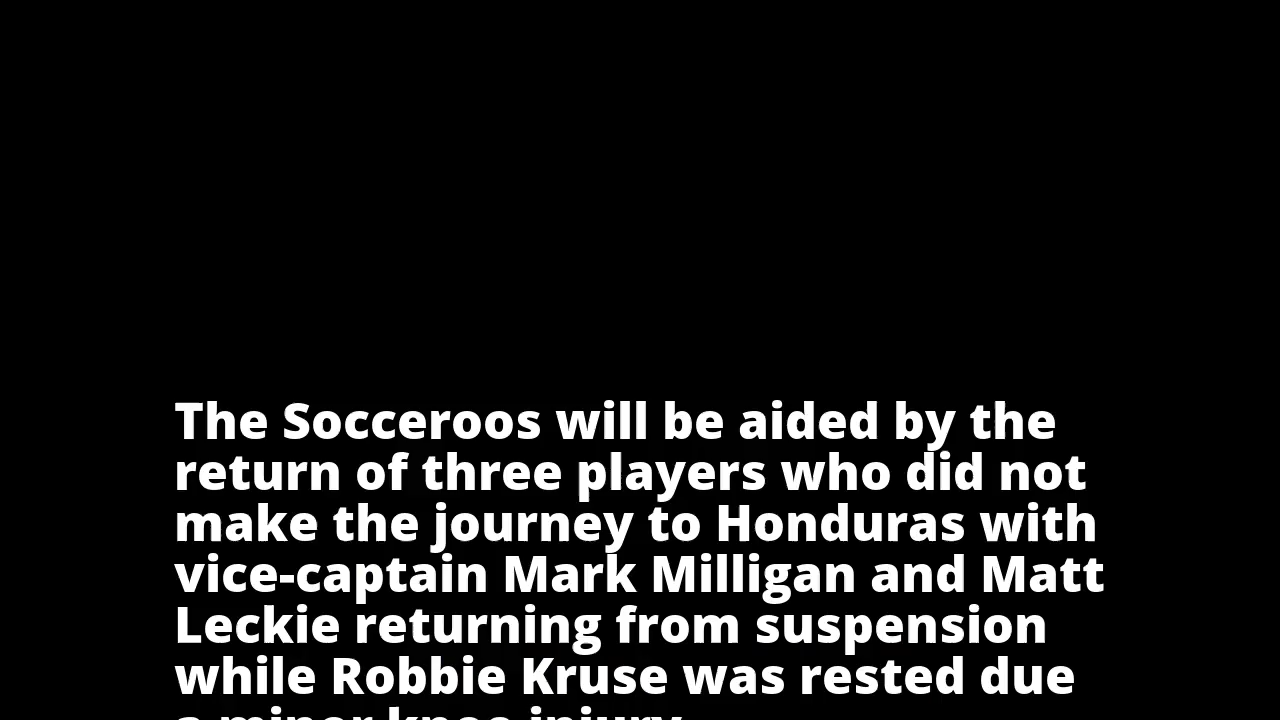 The Socceroos will be aided by the
return of three players who did not
make the journey to Honduras with
vice-captain Mark Milligan and Matt
Leckie returning from suspension
while Robbie Kruse was rested due
a minor knee injury